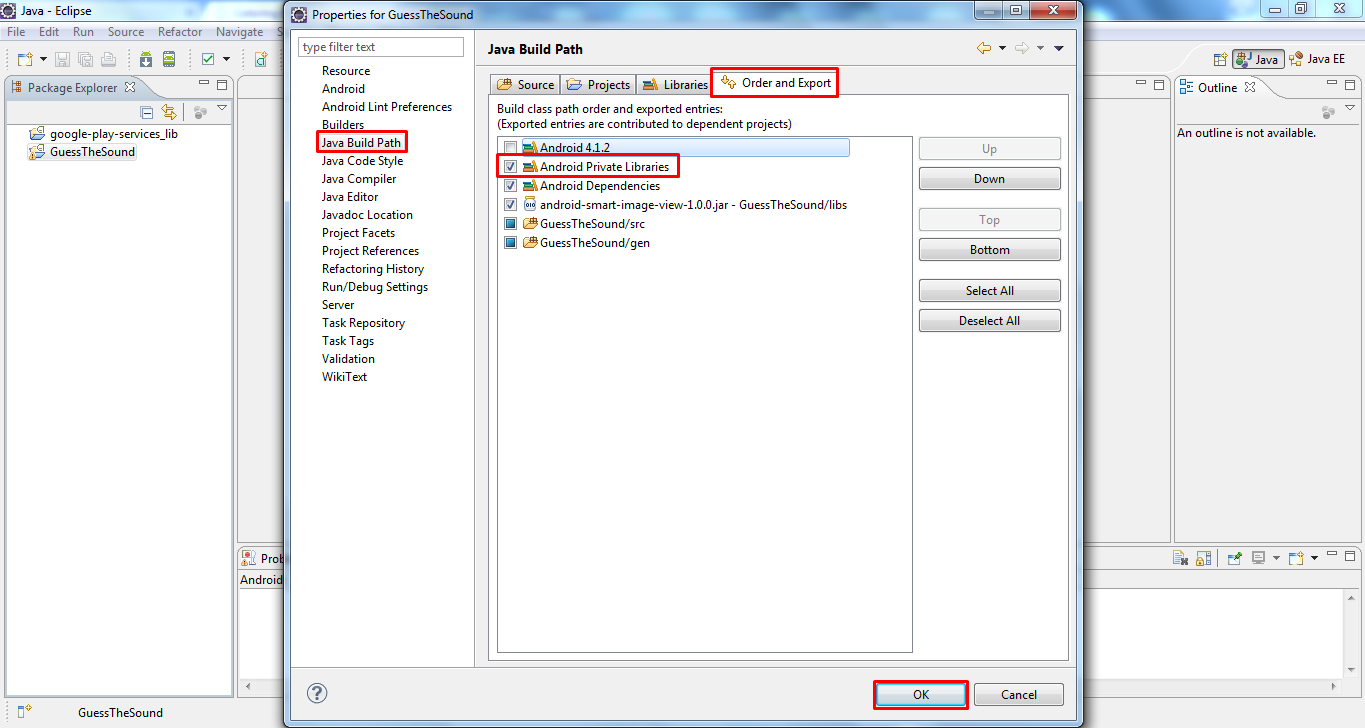 Java - Eclipse
File Edit Run Source Refactor Navigate
Java
Java EE
Package Explorer
google-play-services_lib
GuessTheSound
Properties for GuessTheSound
type filter text
Resource
Android
Android Lint Preferences
Builders
Java Build Path
Java Code Style
Java Compiler
Java Editor
Javadoc Location
Project Facets
Project References
Refactoring History
Run/Debug Settings
Server
Task Repository
Task Tags
Validation
WikiText
Java Build Path
Source Projects Libraries Order and Export
Build class path order and exported entries:
(Exported entries are contributed to dependent projects)
Android 4.1.2
Android Private Libraries
Android Dependencies
android-smart-image-view-1.0.0.jar - GuessTheSound/libs
GuessTheSound/src
GuessTheSound/gen
Up
Down
Top
Bottom
Select All
Deselect All
OK Cancel
Outline
An outline is not available.
Prob
Android
GuessTheSound